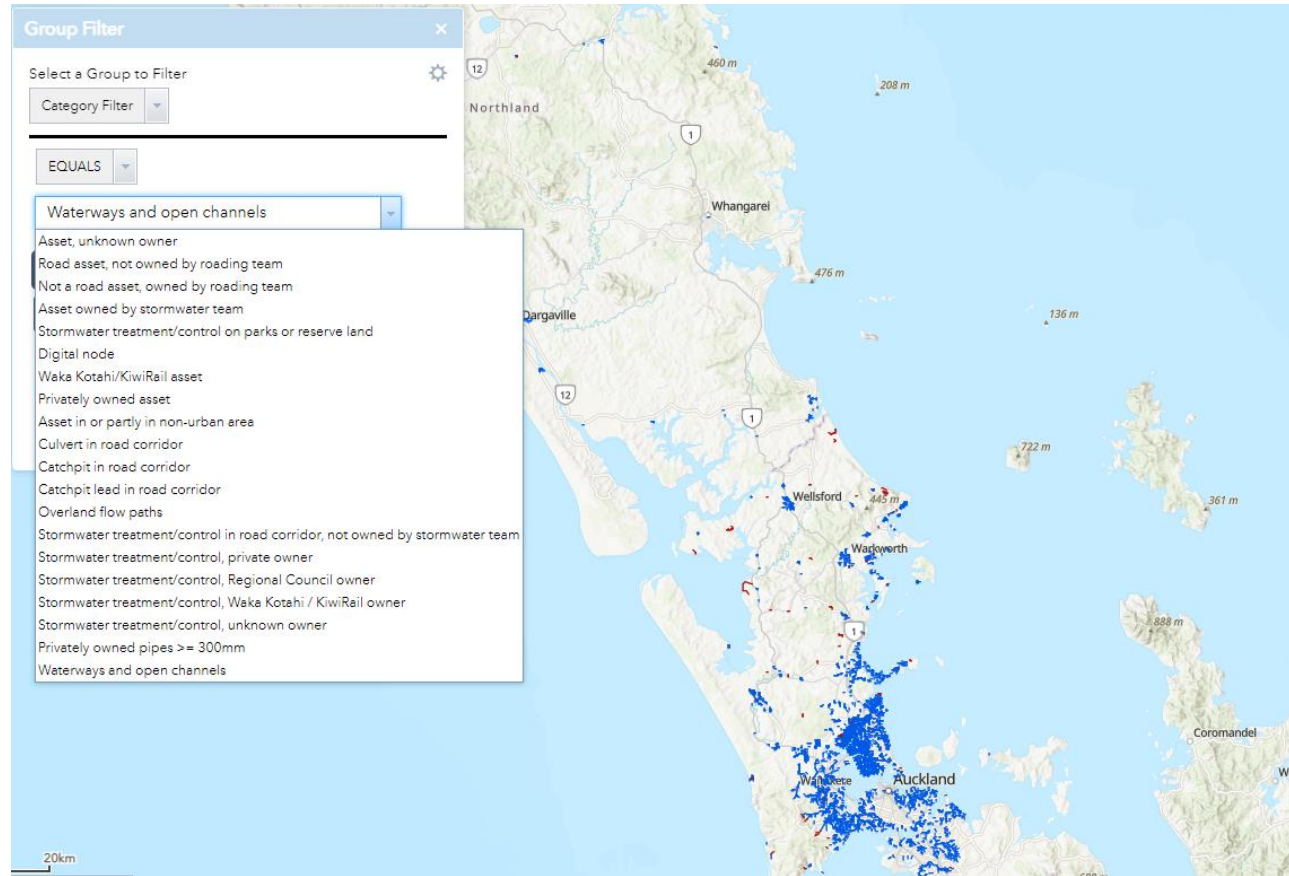 Group Filter
×
Select a Group to Filter
Category Filter
EQUALS
Waterways and open channels
Asset, unknown owner
Road asset, not owned by roading team
Not a road asset, owned by roading team
Asset owned by stormwater team
Stormwater treatment/control on parks or reserve land
Digital node
Waka Kotahi/KiwiRail asset
Privately owned asset
Asset in or partly in non-urban area
Culvert in road corridor
Catchpit in road corridor
Catchpit lead in road corridor
Overland flow paths
Stormwater treatment/control in road corridor, not owned by stormwater team
Stormwater treatment/control, private owner
Stormwater treatment/control, Regional Council owner
Stormwater treatment/control, Waka Kotahi / KiwiRail owner
Stormwater treatment/control, unknown owner
Privately owned pipes >= 300mm
Waterways and open channels
12
460 m
208 m
Northland
1
Whangarei
476 m
Dargaville
136 m
12
1
722 m
Wellsford
445 m
361 m
Warkworth
888 m
1
Coromandel
W
Auckland
20km